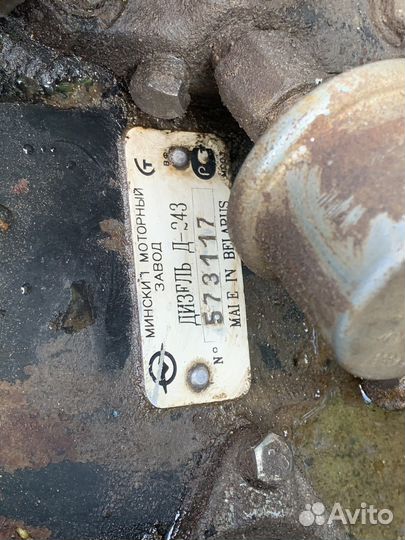 МИНСКИЙ МОТОРНЫЙ
ЗАВОД
ДИЗЕЛЬ Д-243
№ 573117
MADE IN BELARUS
Avito